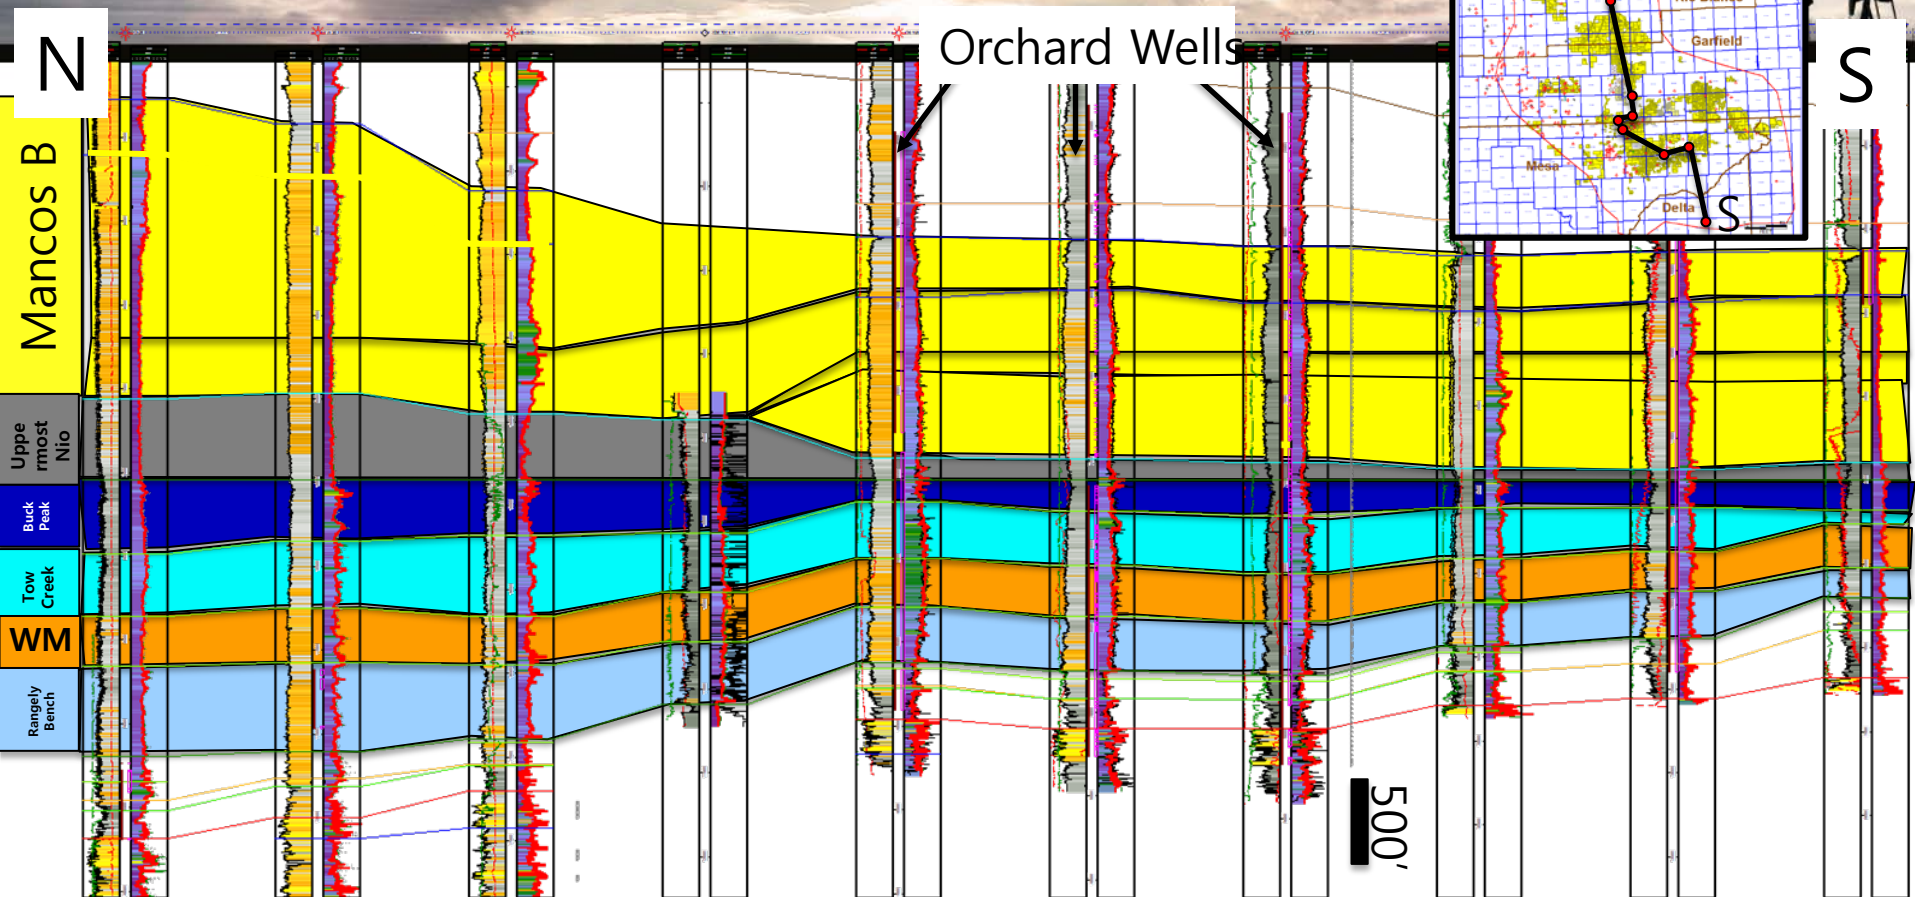 N
Orchard Wells
Garfield
Mesa
Delta
S
S
Mancos B
Uppe
rmost
Nio
Buck
Peak
Tow
Creek
WM
Rangely
Bench
500’